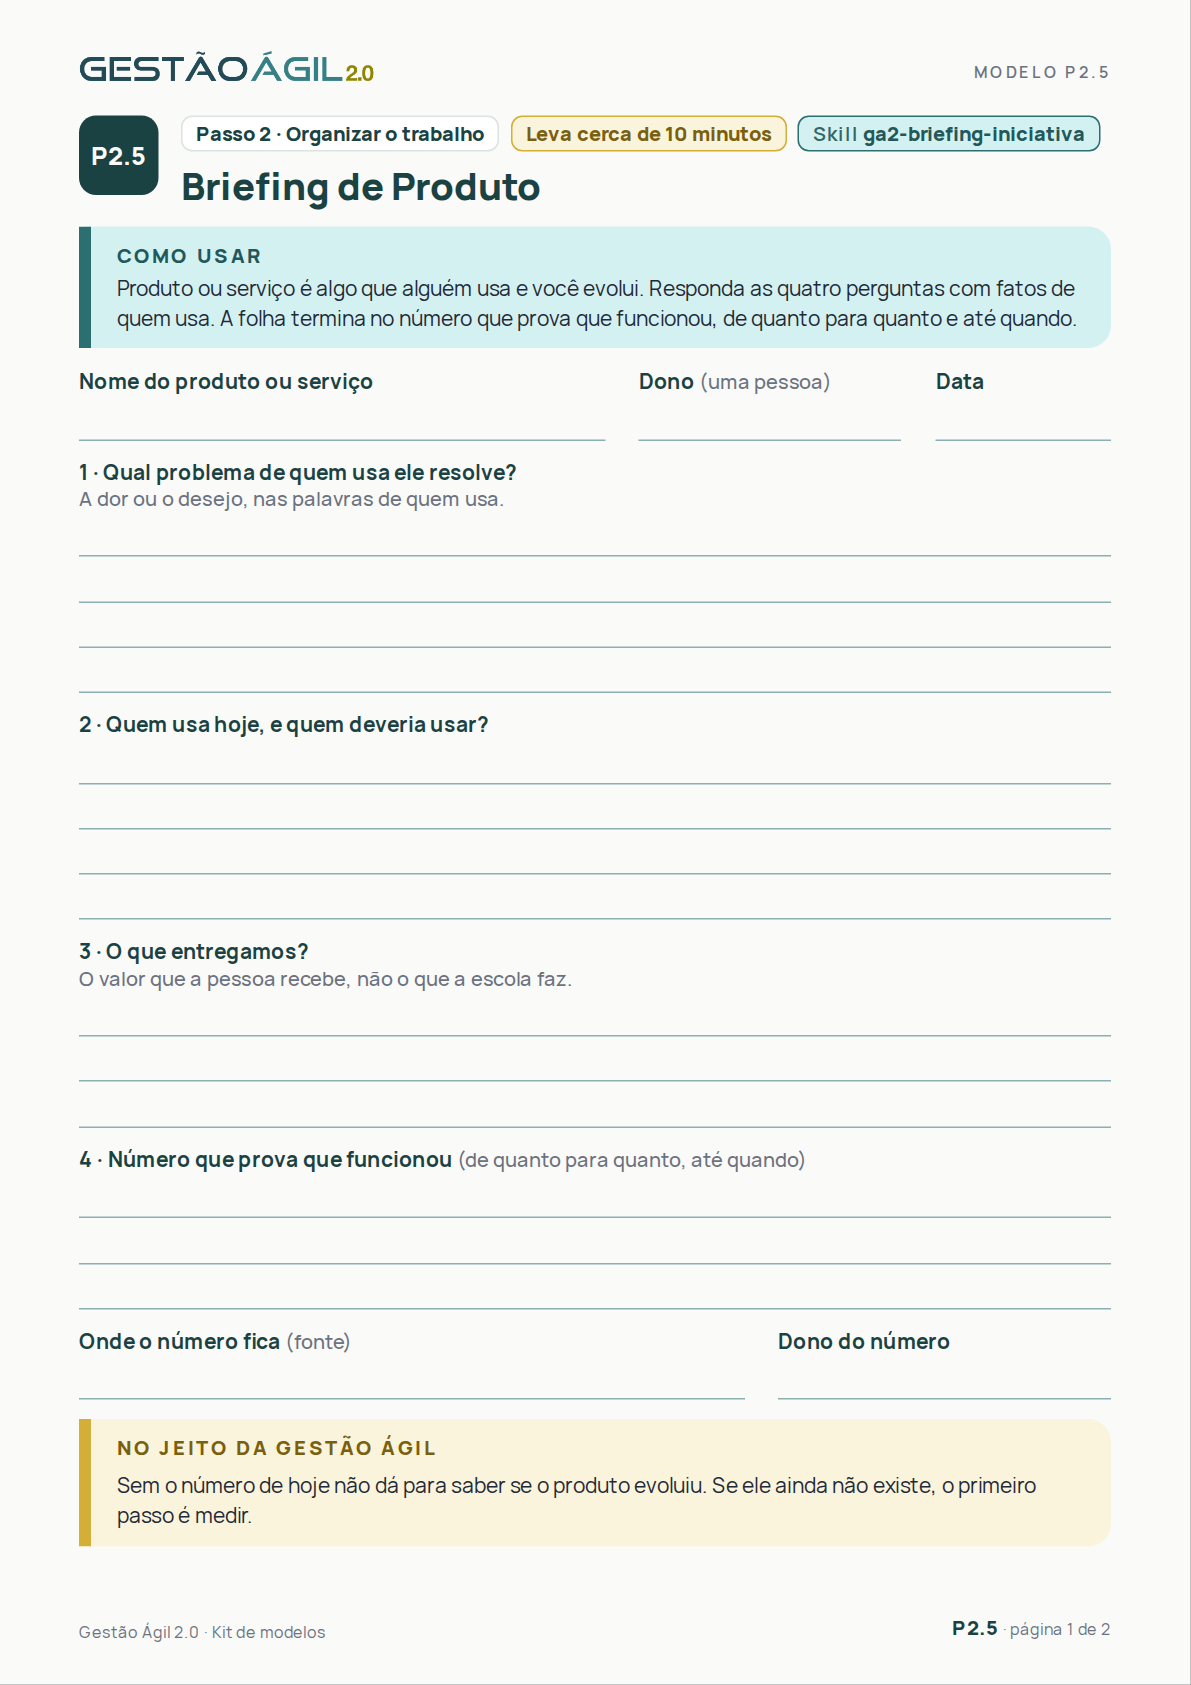 GESTÃOÁGIL2.0
MODELO P2.5
P2.5
Passo 2 · Organizar o trabalho
Leva cerca de 10 minutos
Skill ga2-briefing-iniciativa
Briefing de Produto
COMO USAR
Produto ou serviço é algo que alguém usa e você evolui. Responda as quatro perguntas com fatos de
quem usa. A folha termina no número que prova que funcionou, de quanto para quanto e até quando.
Nome do produto ou serviço
Dono (uma pessoa)
Data
1 · Qual problema de quem usa ele resolve?
A dor ou o desejo, nas palavras de quem usa.
2 · Quem usa hoje, e quem deveria usar?
3 · O que entregamos?
O valor que a pessoa recebe, não o que a escola faz.
4 · Número que prova que funcionou (de quanto para quanto, até quando)
Onde o número fica (fonte)
Dono do número
NO JEITO DA GESTÃO ÁGIL
Sem o número de hoje não dá para saber se o produto evoluiu. Se ele ainda não existe, o primeiro
passo é medir.
Gestão Ágil 2.0 · Kit de modelos
P2.5 · página 1 de 2